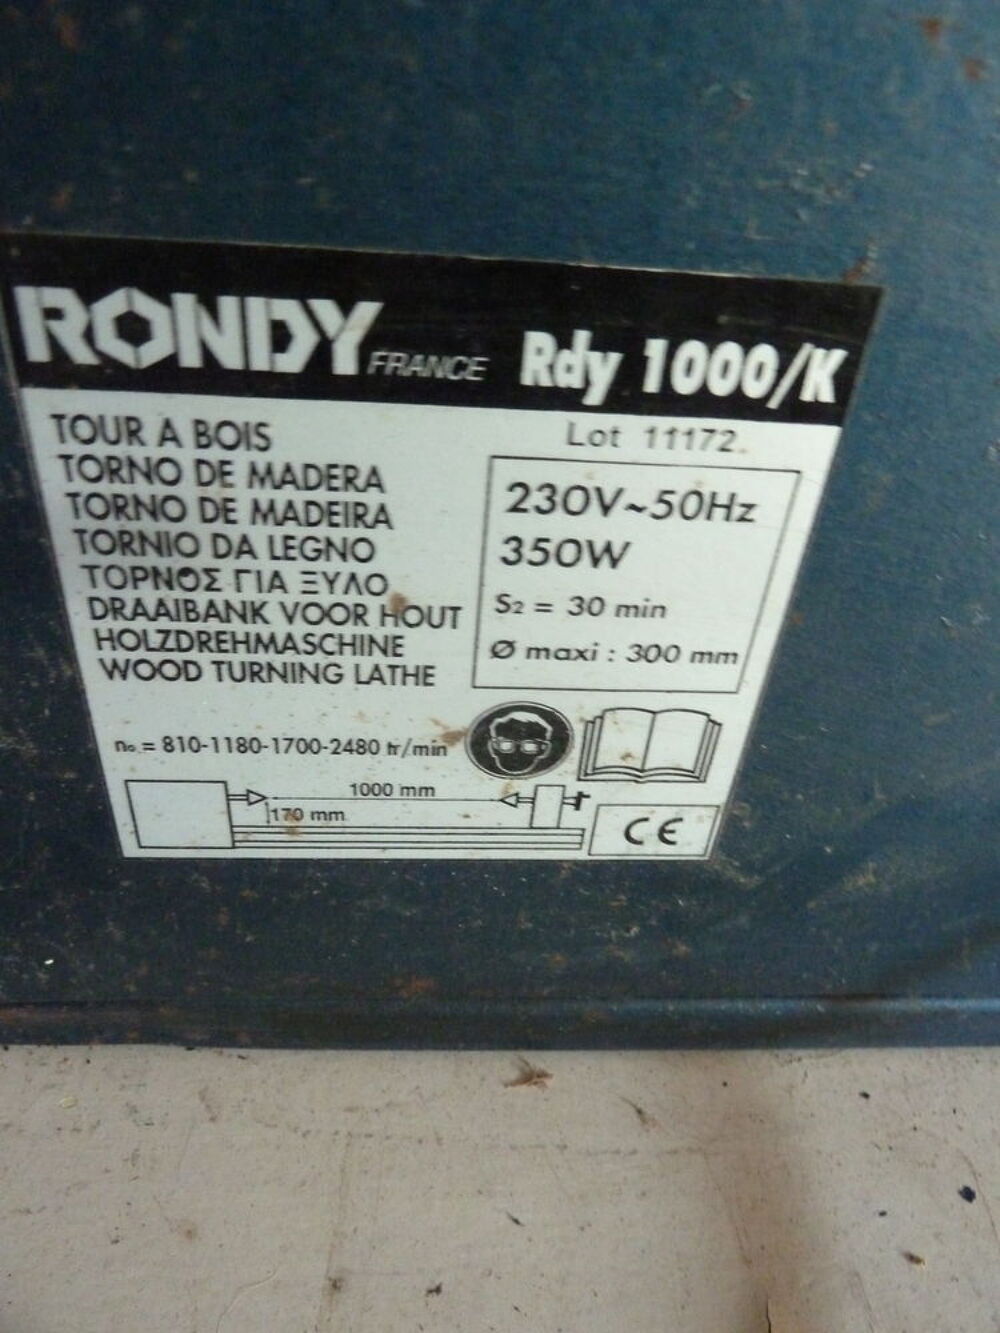 RONDY FRANCE Rdy 1000/K
Lot 11172.
TOUR A BOIS
TORNO DE MADERA
TORNO DE MADEIRA
TORNIO DA LEGNO
ΤΟΡΝΟΣ ΓΙΑ ΞΥΛΟ
DRAAIBANK VOOR HOUT
HOLZDREHMASCHINE
WOOD TURNING LATHE
230V~50Hz
350W
S2 = 30 min
Ø maxi : 300 mm
no = 810-1180-1700-2480 tr/min
1000 mm
170 mm
CE